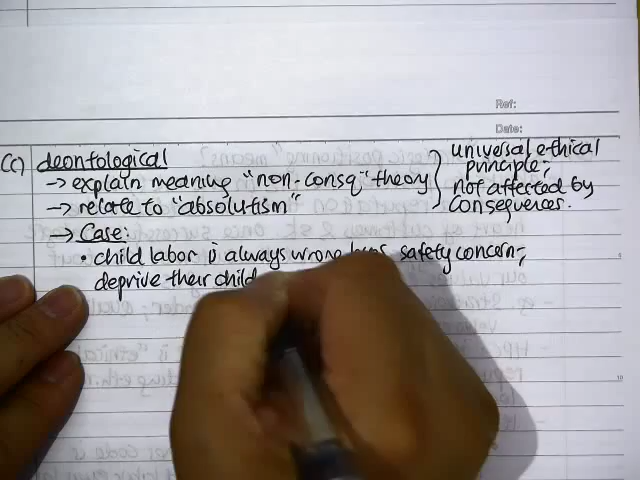 Ref:
Date:
(c) deontological
→ explain meaning "non-consq" theory
→ relate to "absolutism"
universal ethical
principle;
not affected by
consequences.
→ Case:
• child labor is always wrong safety concern;
deprive their child